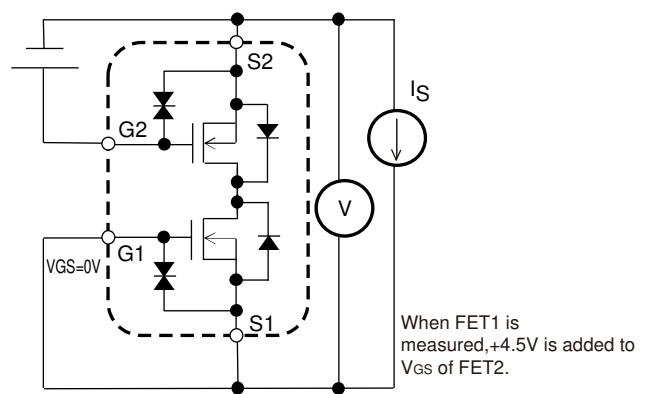 S2
IS
G2
V
G1
VGS=0V
S1
When FET1 is
measured,+4.5V is added to
VGS of FET2.